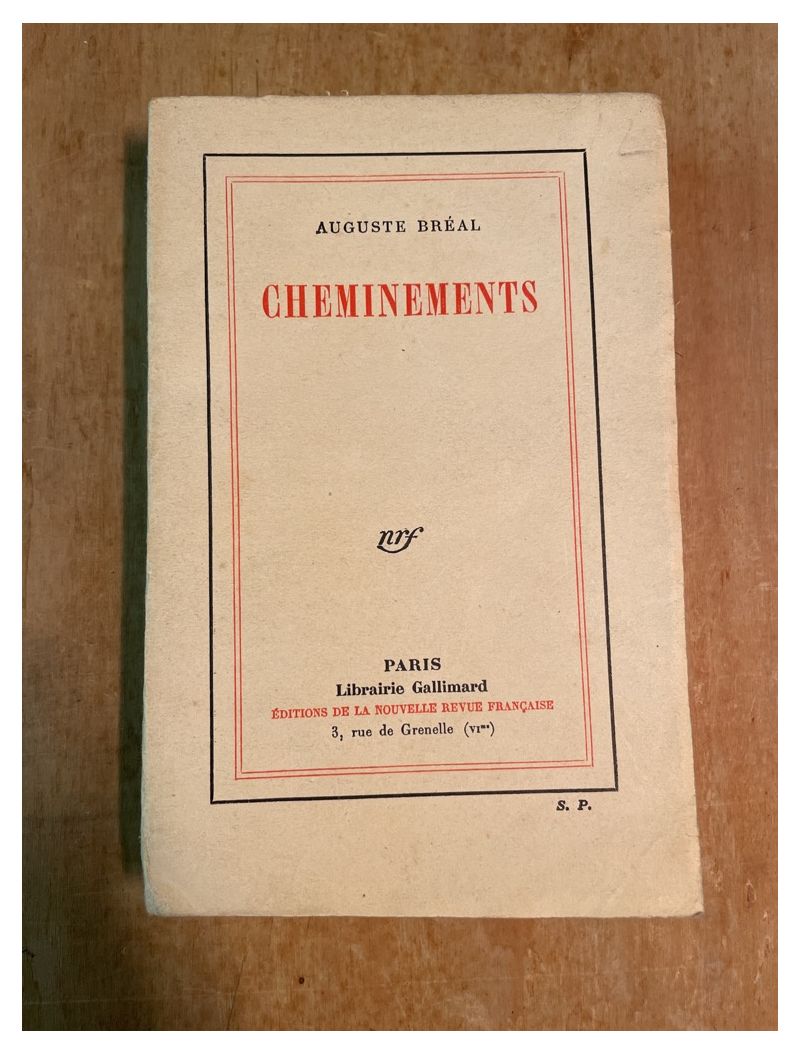 AUGUSTE BRÉAL
CHEMINEMENTS
nrf
PARIS
Librairie Gallimard
ÉDITIONS DE LA NOUVELLE REVUE FRANÇAISE
3, rue de Grenelle (VIᵐᵉ)
S. P.